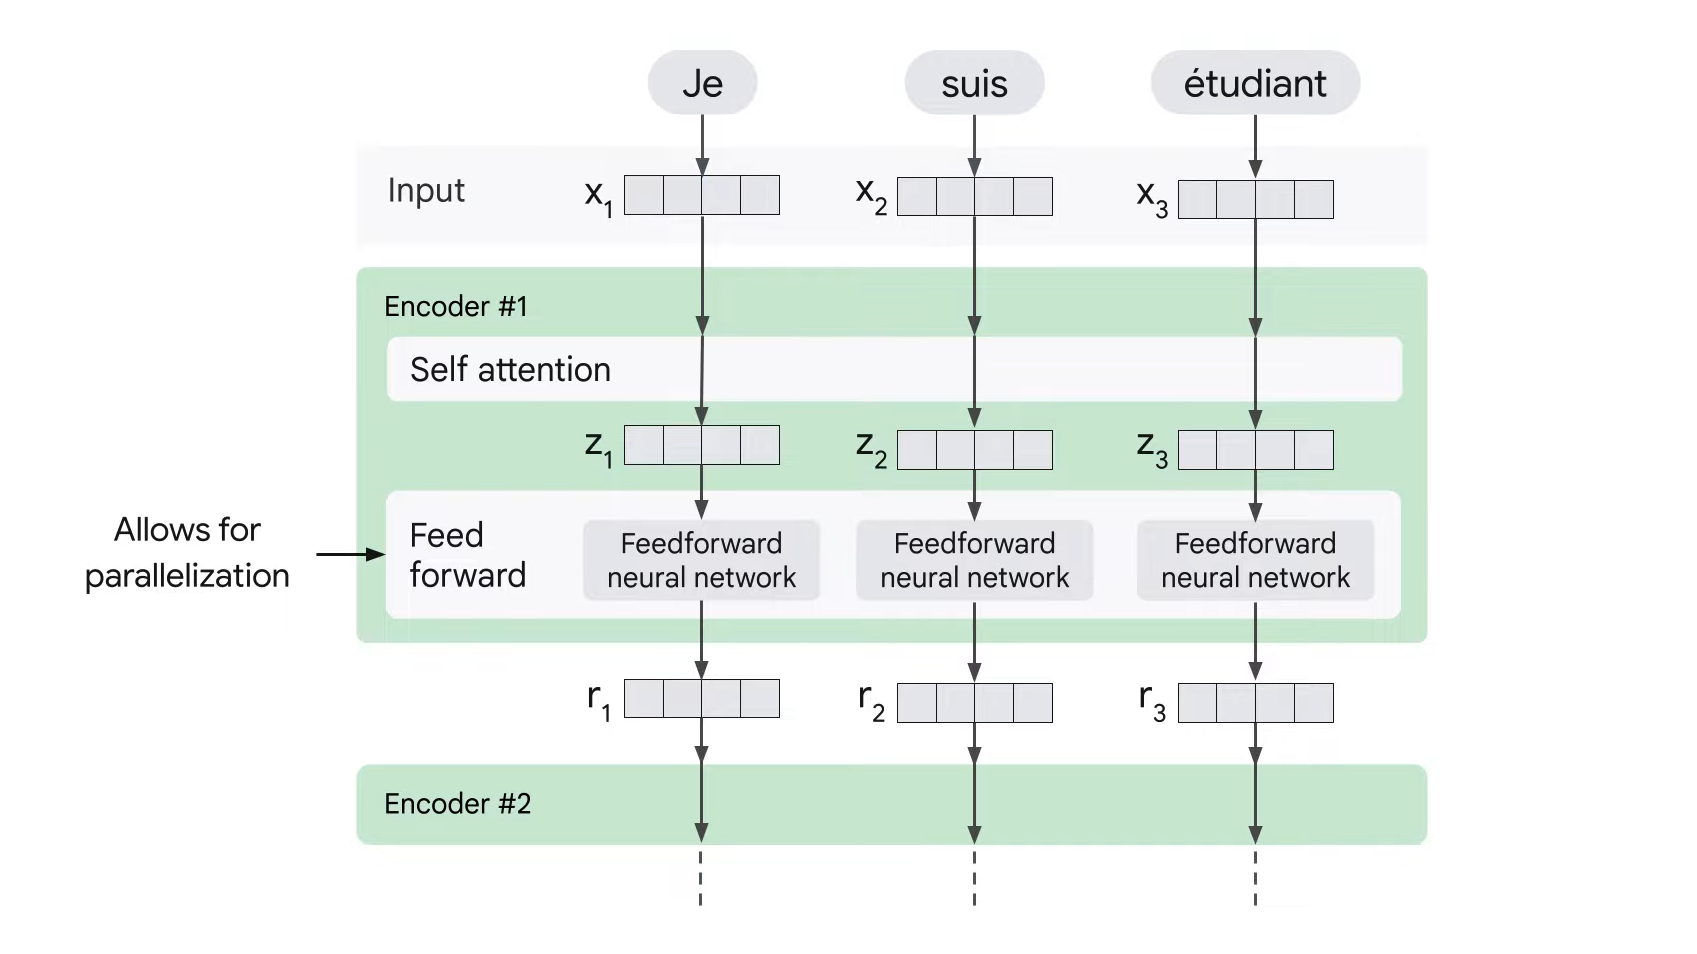 Je suis étudiant
Input x₁ x₂ x₃
Encoder #1
Self attention
z₁ z₂ z₃
Allows for
parallelization
Feed
forward
Feedforward
neural network
Feedforward
neural network
Feedforward
neural network
r₁ r₂ r₃
Encoder #2